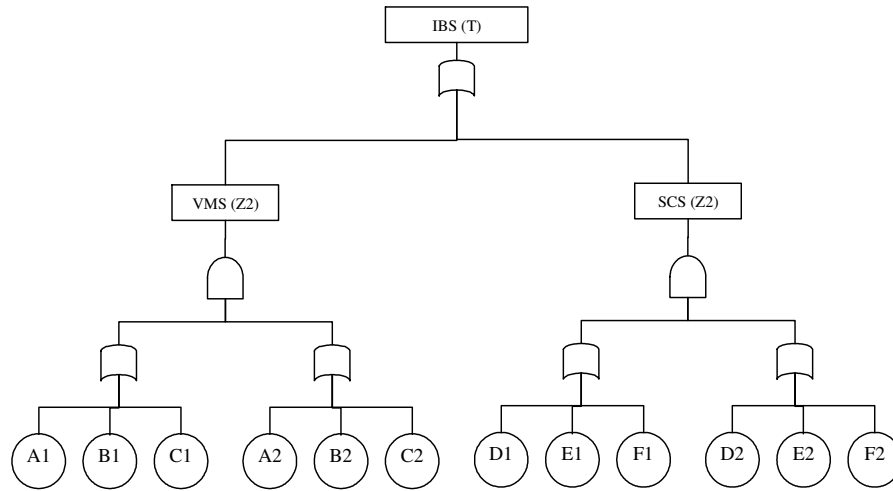 IBS (T)
VMS (Z2)
SCS (Z2)
A1
B1
C1
A2
B2
C2
D1
E1
F1
D2
E2
F2